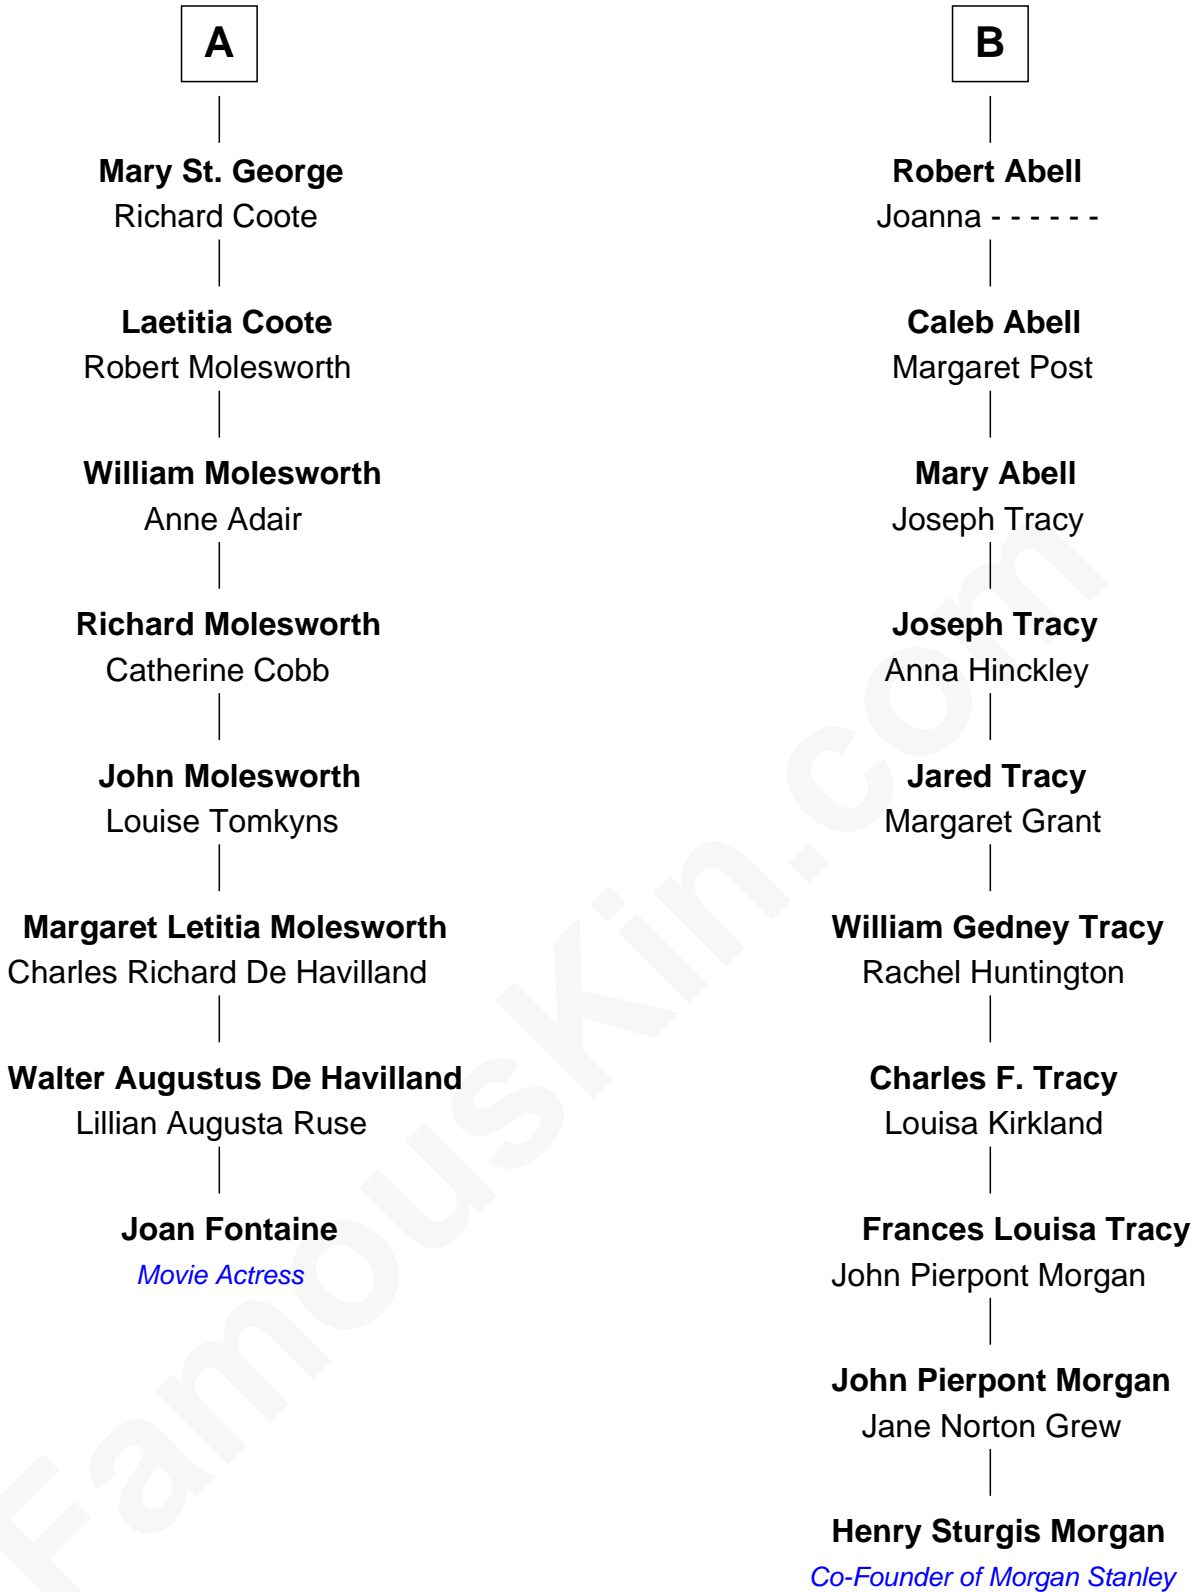 A
Mary St. George
Richard Coote
Laetitia Coote
Robert Molesworth
William Molesworth
Anne Adair
Richard Molesworth
Catherine Cobb
John Molesworth
Louise Tomkyns
Margaret Letitia Molesworth
Charles Richard De Havilland
Walter Augustus De Havilland
Lillian Augusta Ruse
Joan Fontaine
Movie Actress
B
Robert Abell
Joanna - - - - - -
Caleb Abell
Margaret Post
Mary Abell
Joseph Tracy
Joseph Tracy
Anna Hinckley
Jared Tracy
Margaret Grant
William Gedney Tracy
Rachel Huntington
Charles F. Tracy
Louisa Kirkland
Frances Louisa Tracy
John Pierpont Morgan
John Pierpont Morgan
Jane Norton Grew
Henry Sturgis Morgan
Co-Founder of Morgan Stanley
FamousKin.com